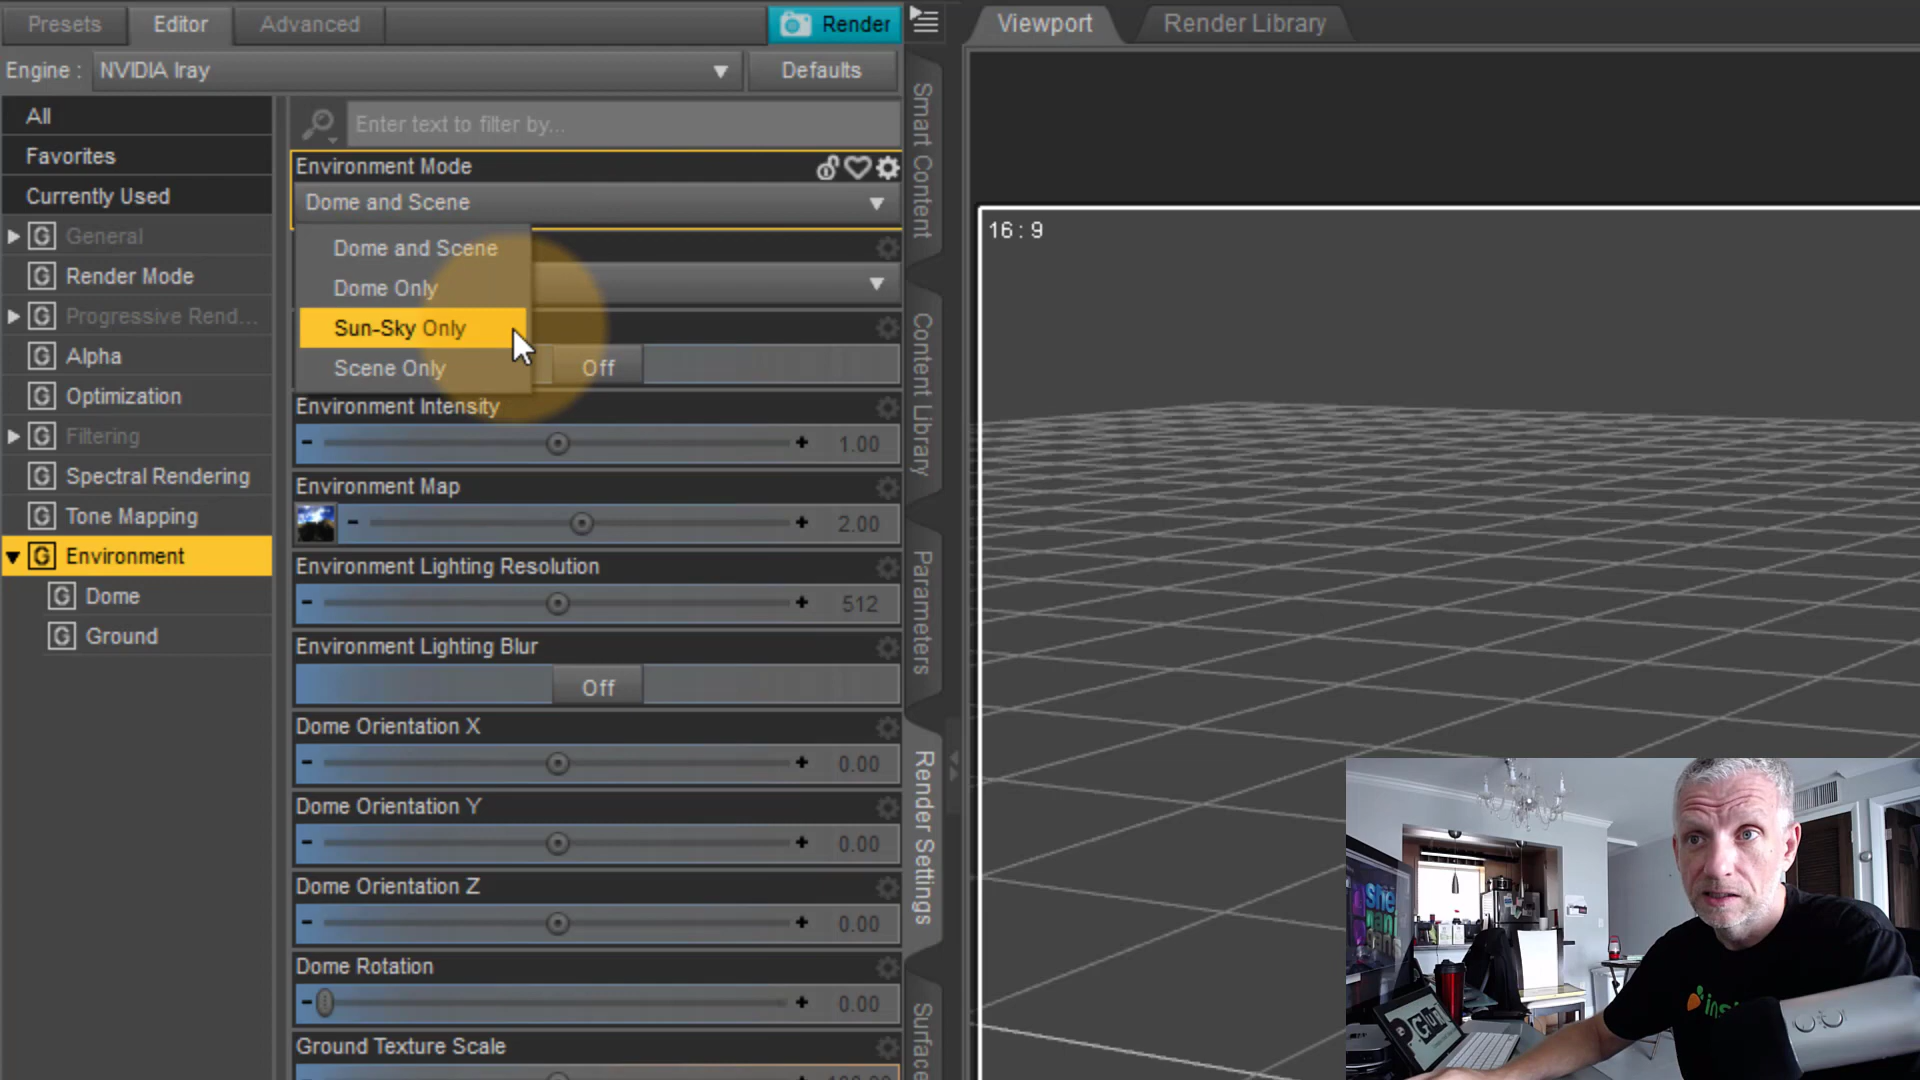 Presets
Editor
Advanced
Render
Engine :
NVIDIA Iray
Defaults
All
Favorites
Currently Used
General
Render Mode
Progressive Rend...
Alpha
Optimization
Filtering
Spectral Rendering
Tone Mapping
Environment
Dome
Ground
Enter text to filter by...
Environment Mode
Dome and Scene
Dome and Scene
Dome Only
Sun-Sky Only
Scene Only
Off
Environment Intensity
1.00
Environment Map
2.00
Environment Lighting Resolution
512
Environment Lighting Blur
Off
Dome Orientation X
0.00
Dome Orientation Y
0.00
Dome Orientation Z
0.00
Dome Rotation
0.00
Ground Texture Scale
Smart Content
Content Library
Parameters
Render Settings
Surface
Viewport
Render Library
16 : 9